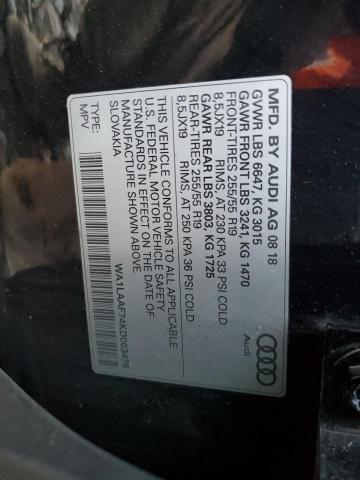 MFD. BY AUDI AG 08 18
GVWR LBS 6647, KG 3015
GAWR FRONT LBS 3241, KG 1470
FRONT-TIRES 255/55 R19
8,5JX19 RIMS, AT 230 KPA 33 PSI COLD
GAWR REAR LBS 3803, KG 1725
REAR-TIRES 255/55 R19
8,5JX19 RIMS, AT 250 KPA 36 PSI COLD
THIS VEHICLE CONFORMS TO ALL APPLICABLE
U.S. FEDERAL MOTOR VEHICLE SAFETY
STANDARDS IN EFFECT ON THE DATE OF
MANUFACTURE SHOWN ABOVE.
SLOVAKIA
WA1LAAF74KD003475
MPV
Audi